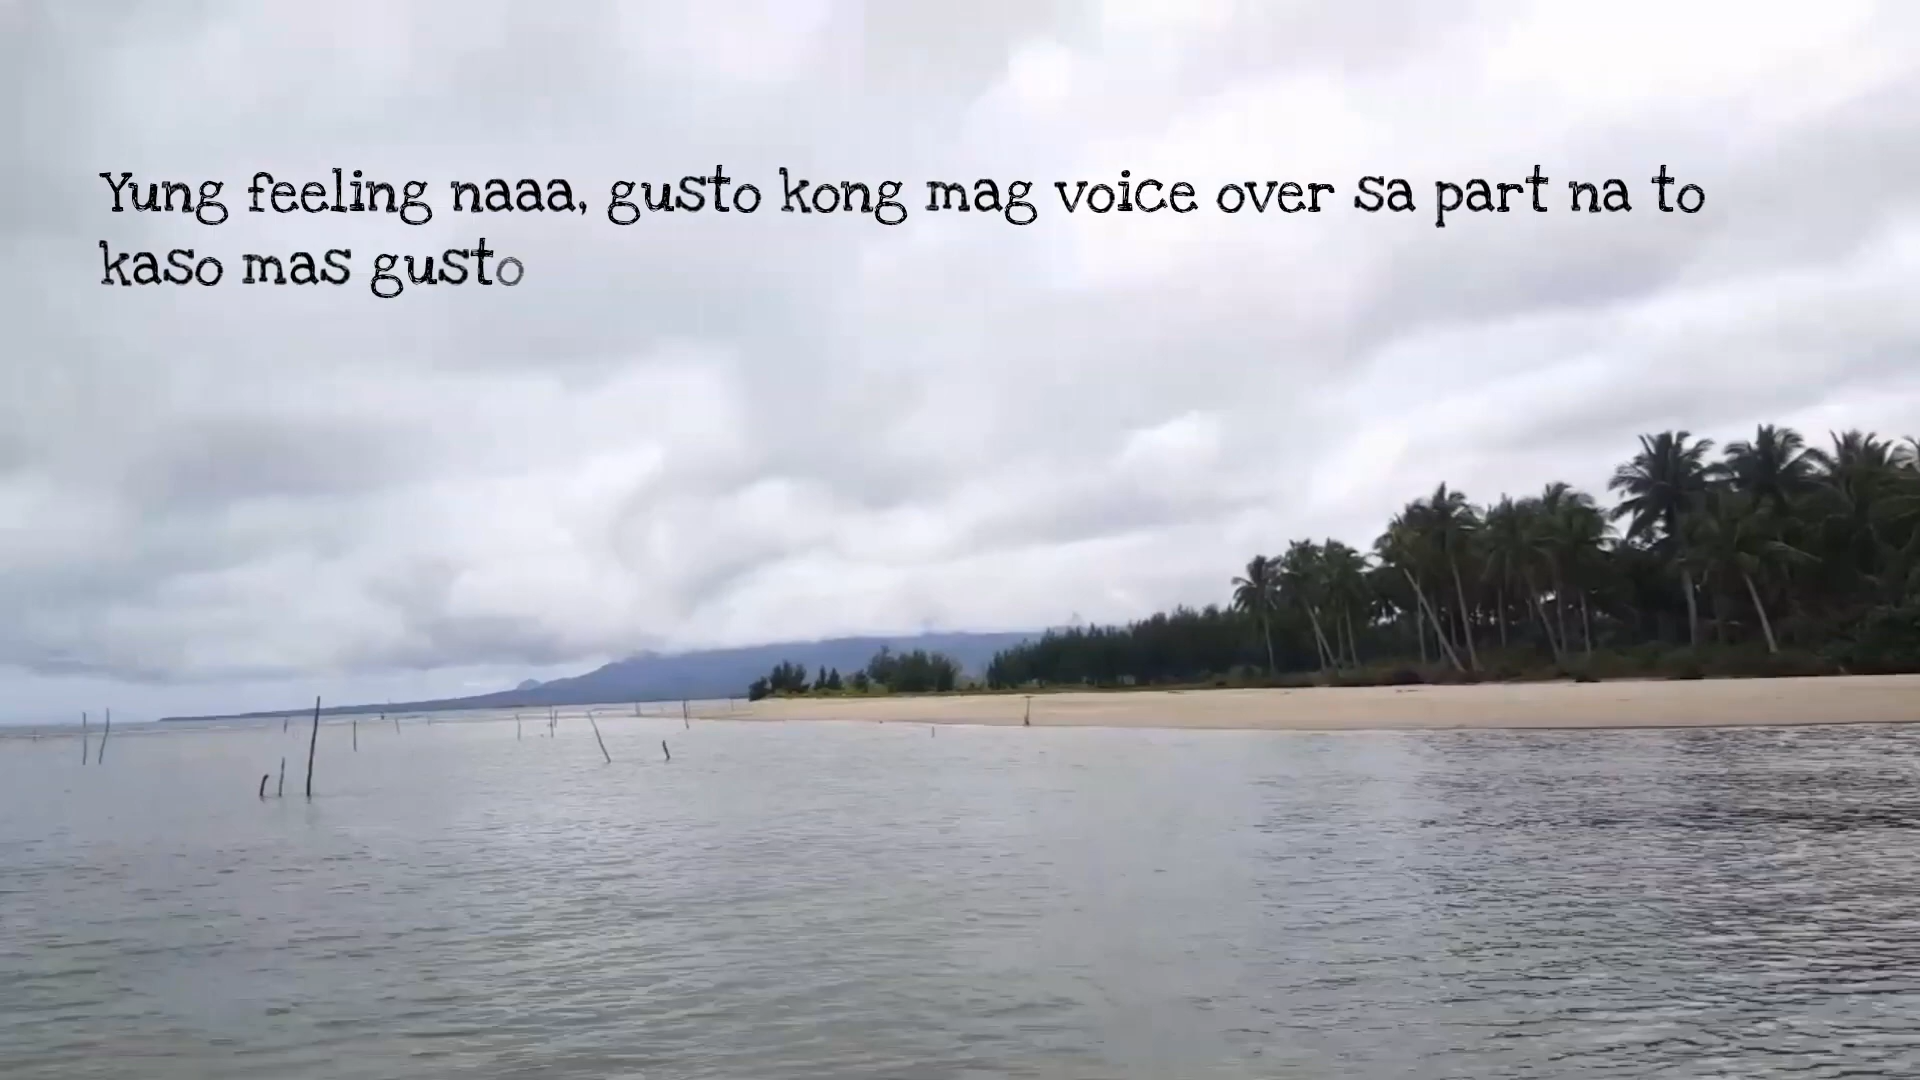 Yung feeling naaa, gusto kong mag voice over sa part na to
kaso mas gusto